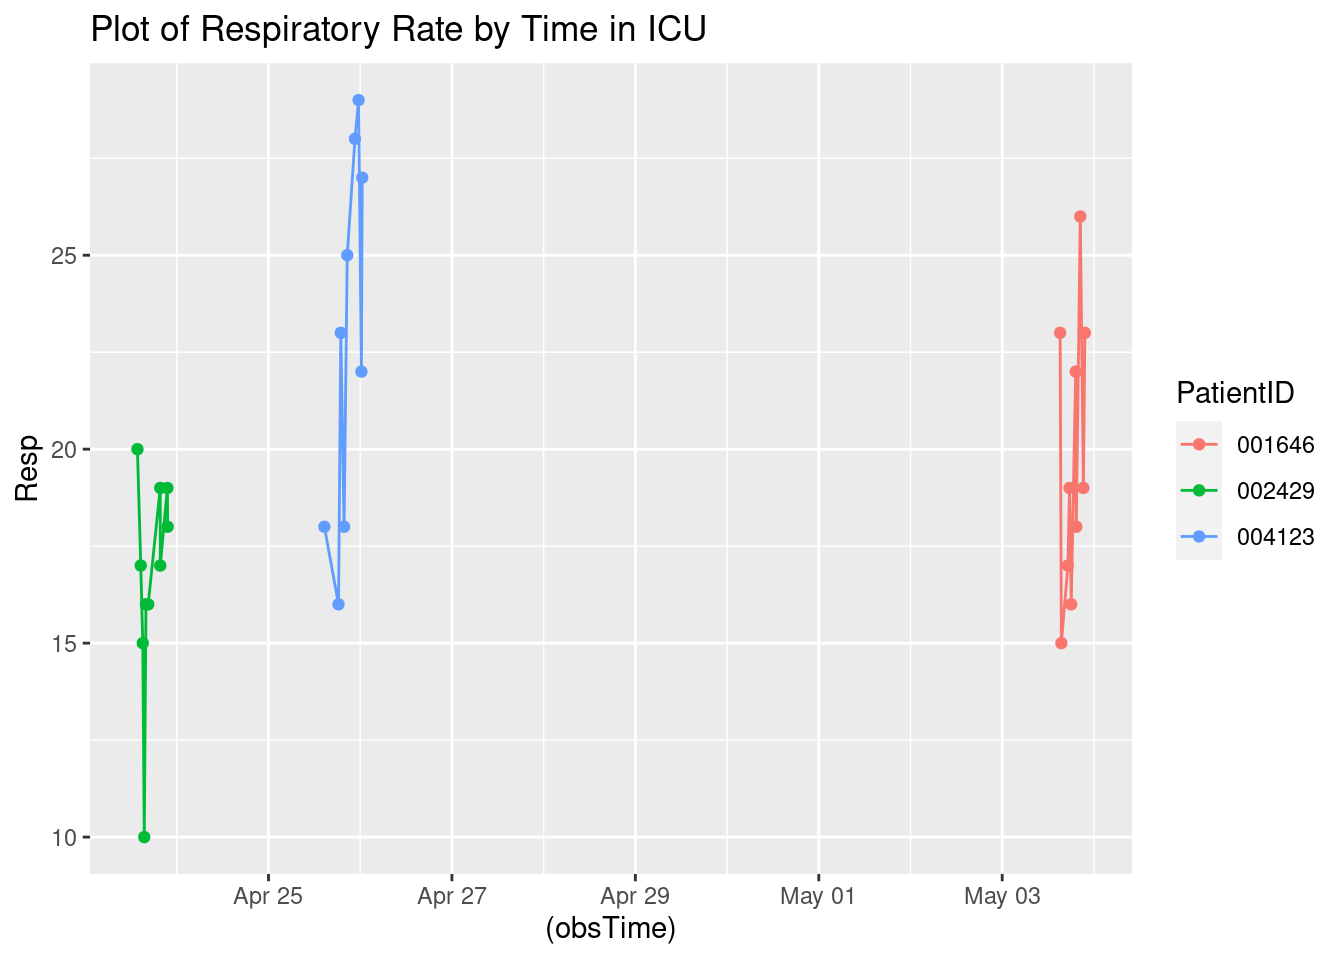 Plot of Respiratory Rate by Time in ICU
Resp
25
20
15
10
Apr 25
Apr 27
Apr 29
May 01
May 03
(obsTime)
PatientID
001646
002429
004123